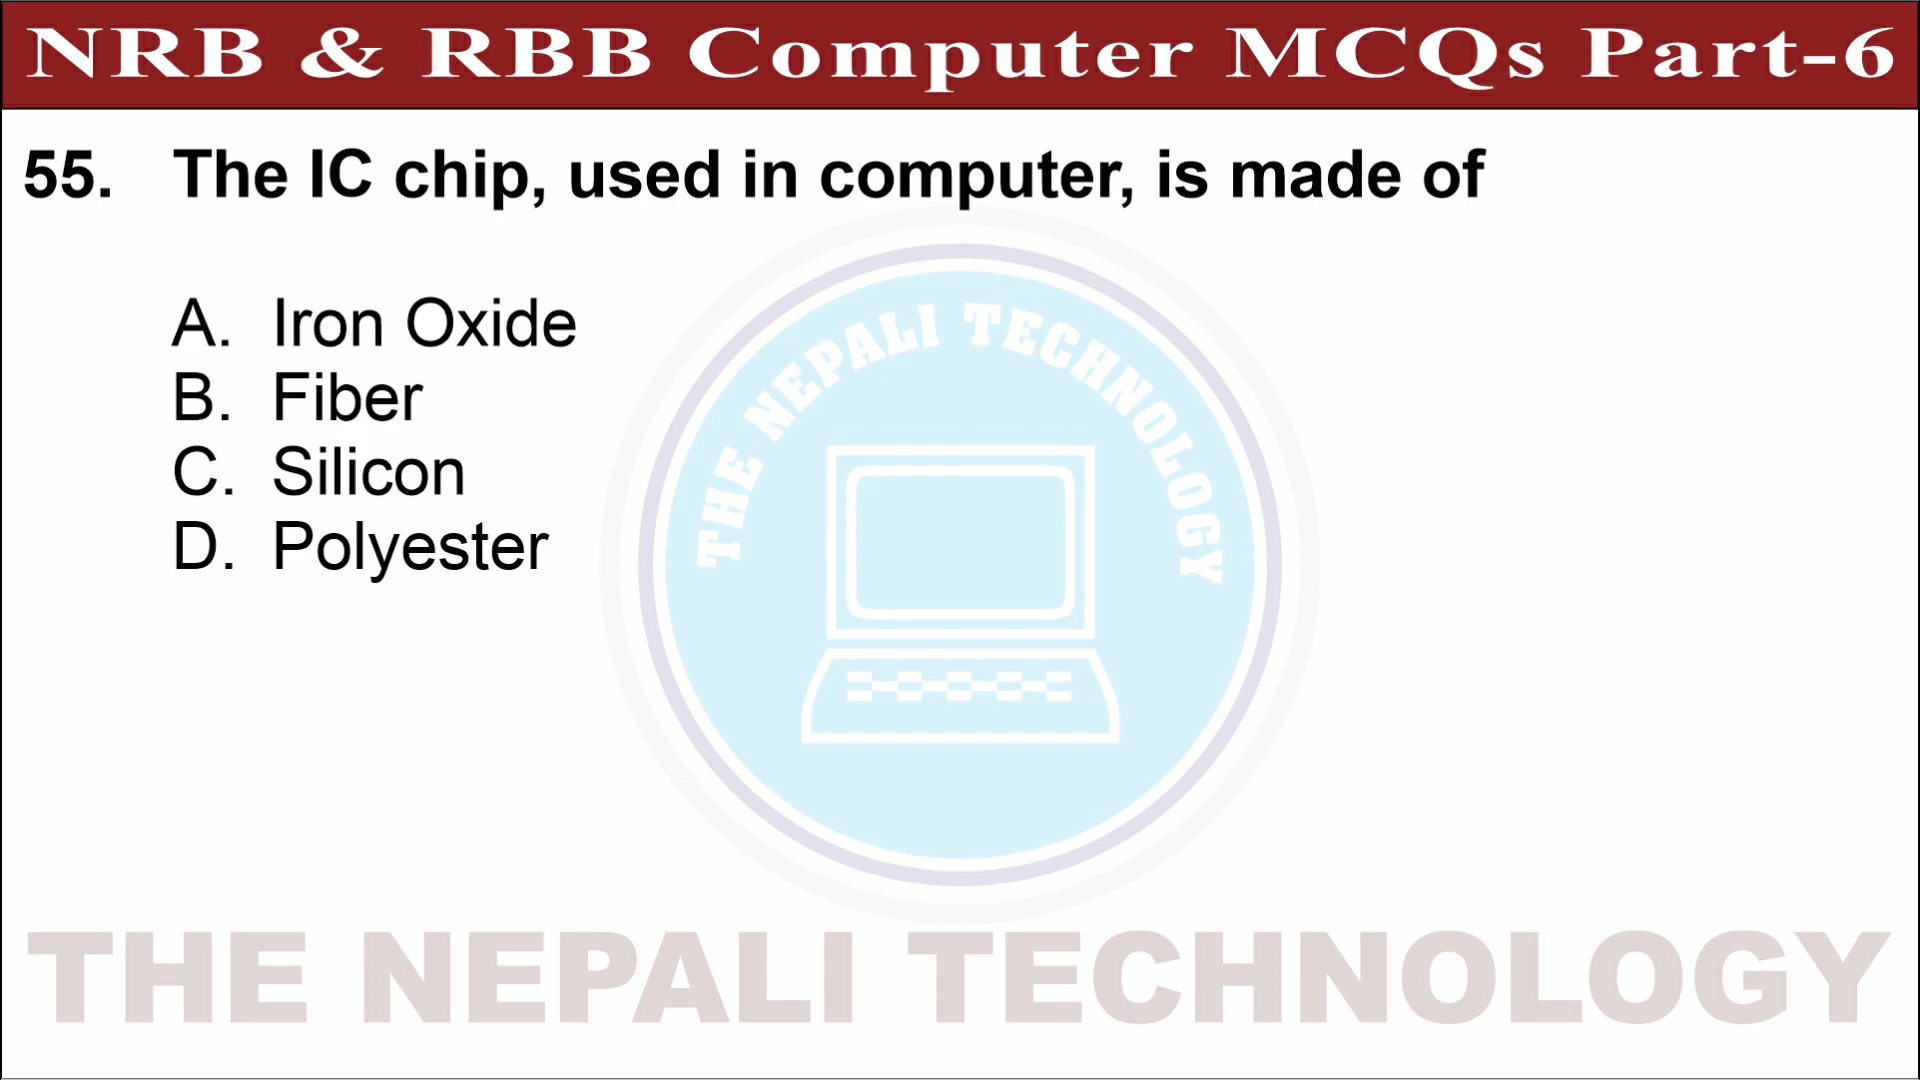 NRB & RBB Computer MCQs Part-6
55. The IC chip, used in computer, is made of
A. Iron Oxide
B. Fiber
C. Silicon
D. Polyester
THE NEPALI TECHNOLOGY
THE NEPALI TECHNOLOGY